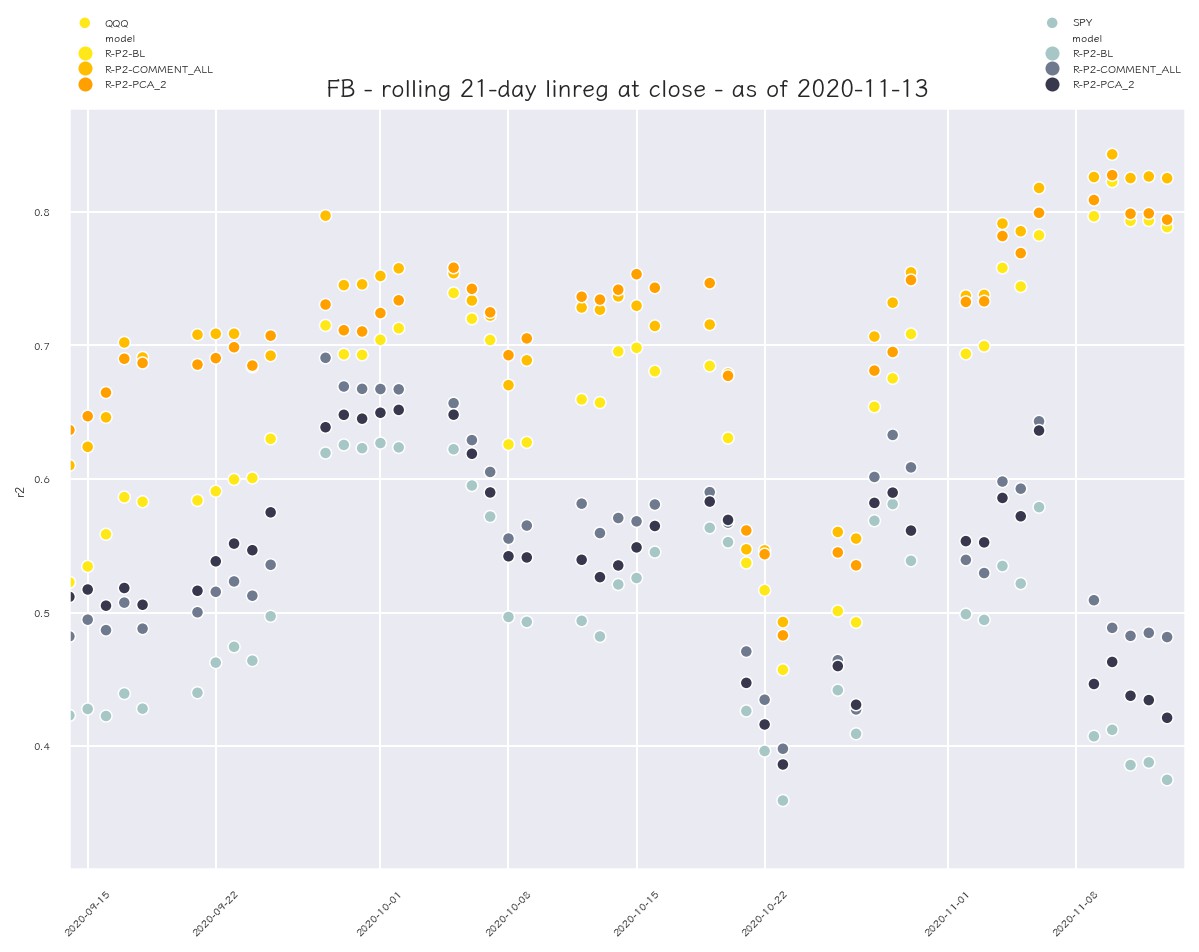 QQQ
model
R-P2-BL
R-P2-COMMENT_ALL
R-P2-PCA_2
SPY
model
R-P2-BL
R-P2-COMMENT_ALL
R-P2-PCA_2
FB - rolling 21-day linreg at close - as of 2020-11-13
r2
0.8
0.7
0.6
0.5
0.4
2020-09-15
2020-09-22
2020-10-01
2020-10-08
2020-10-15
2020-10-22
2020-11-01
2020-11-08